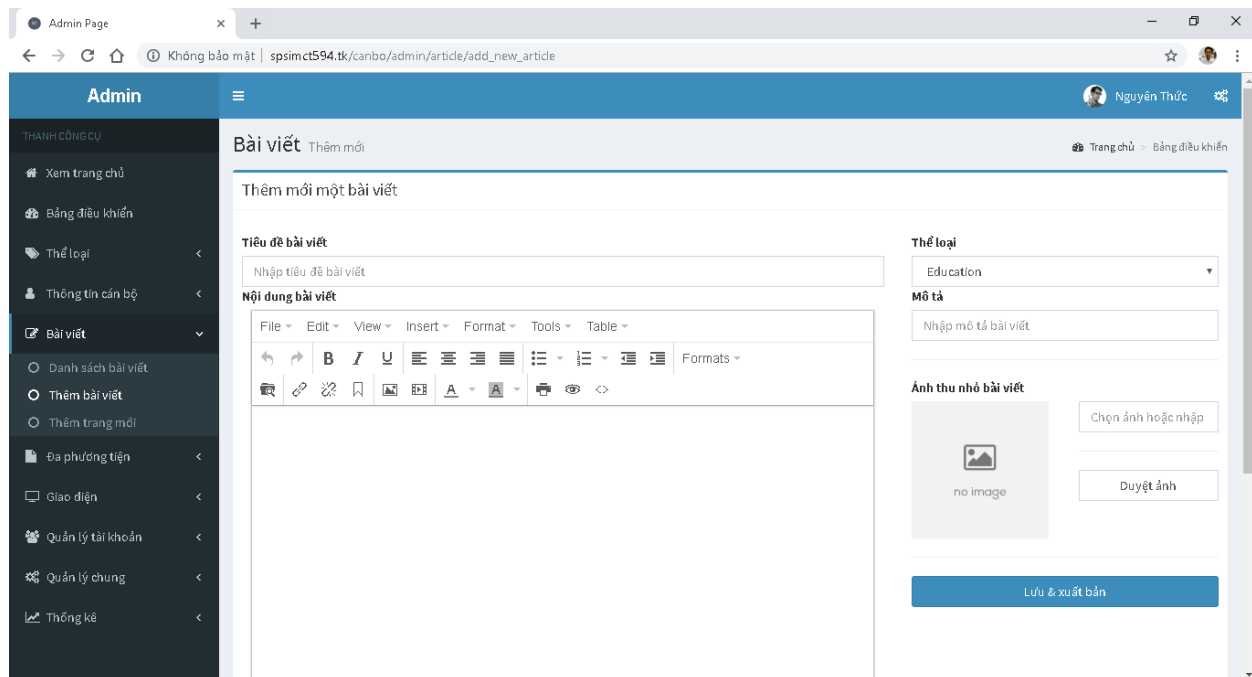 Admin Page
Không bảo mật | spsimct594.tk/canbo/admin/article/add_new_article
Admin
Nguyên Thức
THANH CÔNG CỤ
Bài viết Thêm mới
Trang chủ > Bảng điều khiển
Xem trang chủ
Thêm mới một bài viết
Bảng điều khiển
Thể loại
Thông tin cán bộ
Bài viết
Danh sách bài viết
Thêm bài viết
Thêm trang mới
Đa phương tiện
Giao diện
Quản lý tài khoản
Quản lý chung
Thống kê
Tiêu đề bài viết
Nhập tiêu đề bài viết
Nội dung bài viết
File Edit View Insert Format Tools Table
B I U Formats
A A
Thể loại
Education
Mô tả
Nhập mô tả bài viết
Ảnh thu nhỏ bài viết
no image
Chọn ảnh hoặc nhập
Duyệt ảnh
Lưu & xuất bản